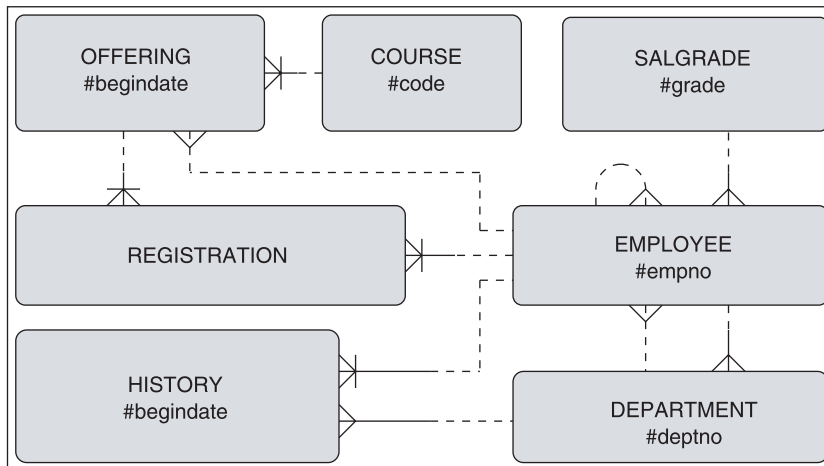 OFFERING
#begindate
COURSE
#code
SALGRADE
#grade
REGISTRATION
EMPLOYEE
#empno
HISTORY
#begindate
DEPARTMENT
#deptno